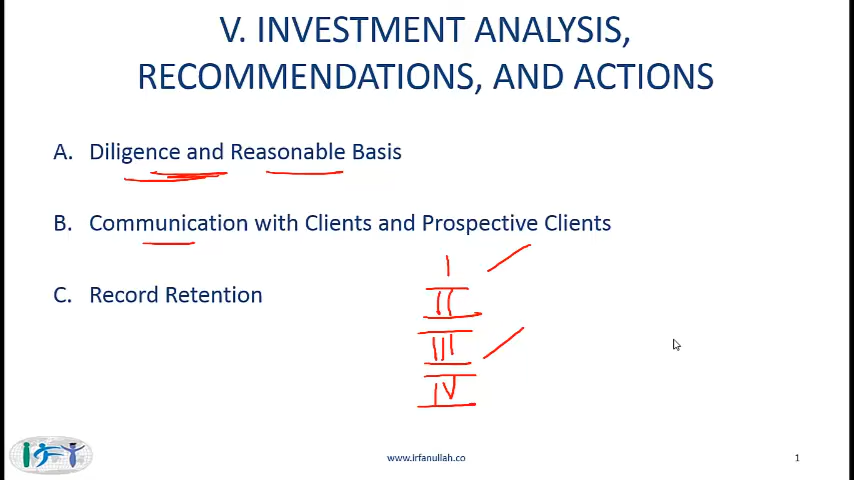 V. INVESTMENT ANALYSIS,
RECOMMENDATIONS, AND ACTIONS
A. Diligence and Reasonable Basis
B. Communication with Clients and Prospective Clients
C. Record Retention
I
II
III
IV
IFT
www.irfanullah.co
1